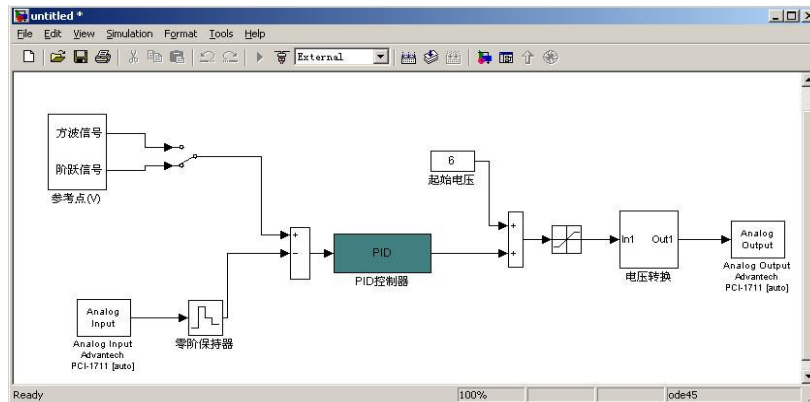 untitled *
File Edit View Simulation Format Tools Help
External
方波信号
阶跃信号
参考点(V)
6
起始电压
+
−
PID
PID控制器
+
+
In1 Out1
电压转换
Analog
Output
Analog Output
Advantech
PCI-1711 [auto]
Analog
Input
Analog Input
Advantech
PCI-1711 [auto]
零阶保持器
Ready
100%
ode45